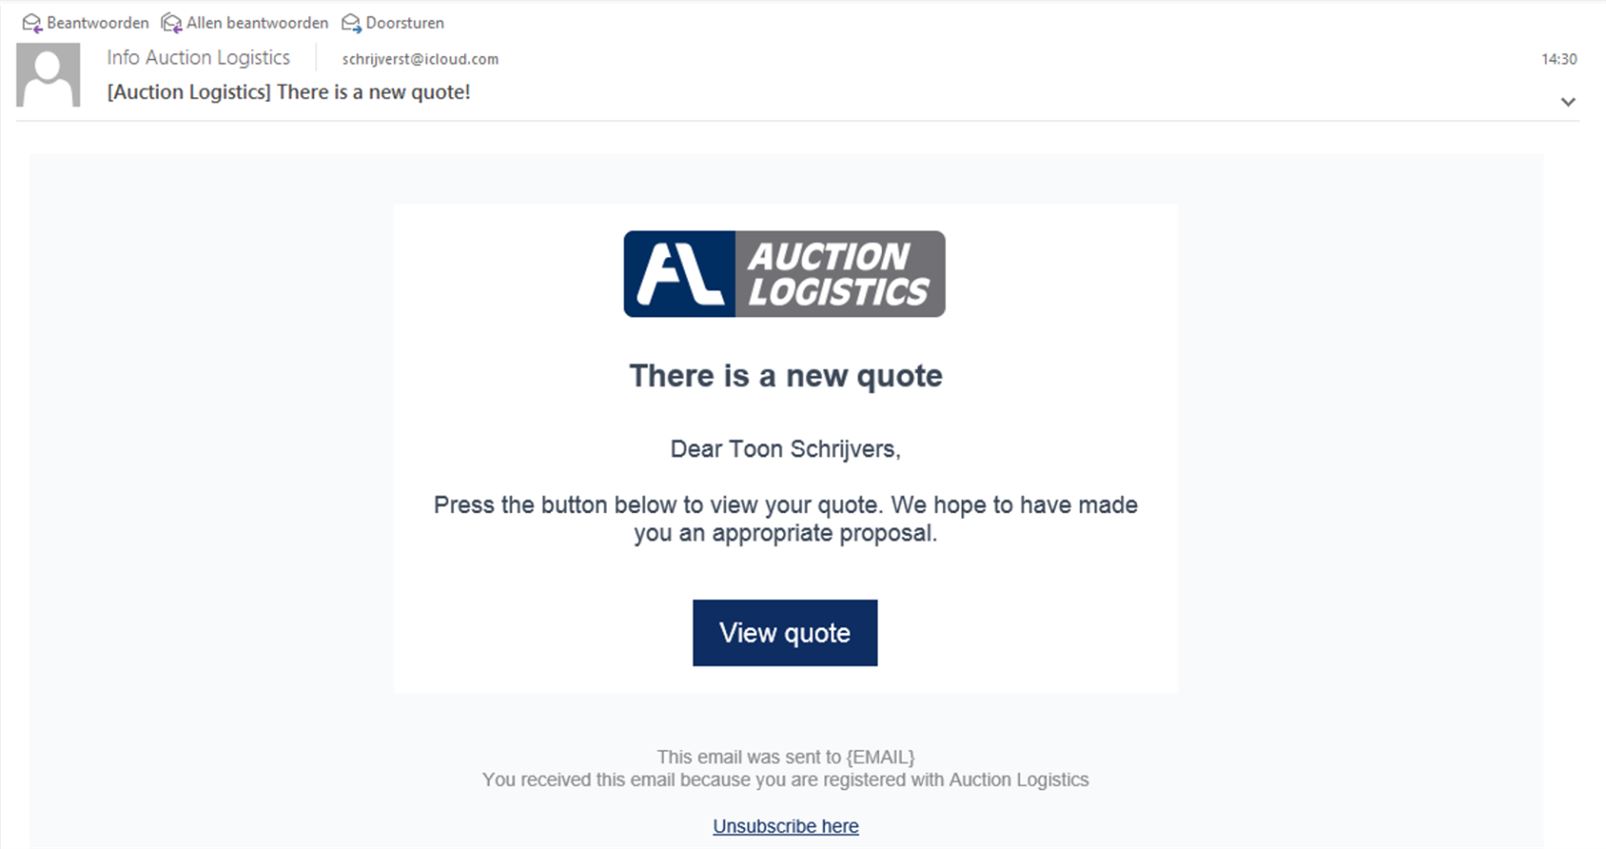 Beantwoorden Allen beantwoorden Doorsturen
Info Auction Logistics schrijverst@icloud.com 14:30
[Auction Logistics] There is a new quote!
AL AUCTION
LOGISTICS
There is a new quote
Dear Toon Schrijvers,
Press the button below to view your quote. We hope to have made
you an appropriate proposal.
View quote
This email was sent to {EMAIL}
You received this email because you are registered with Auction Logistics
Unsubscribe here